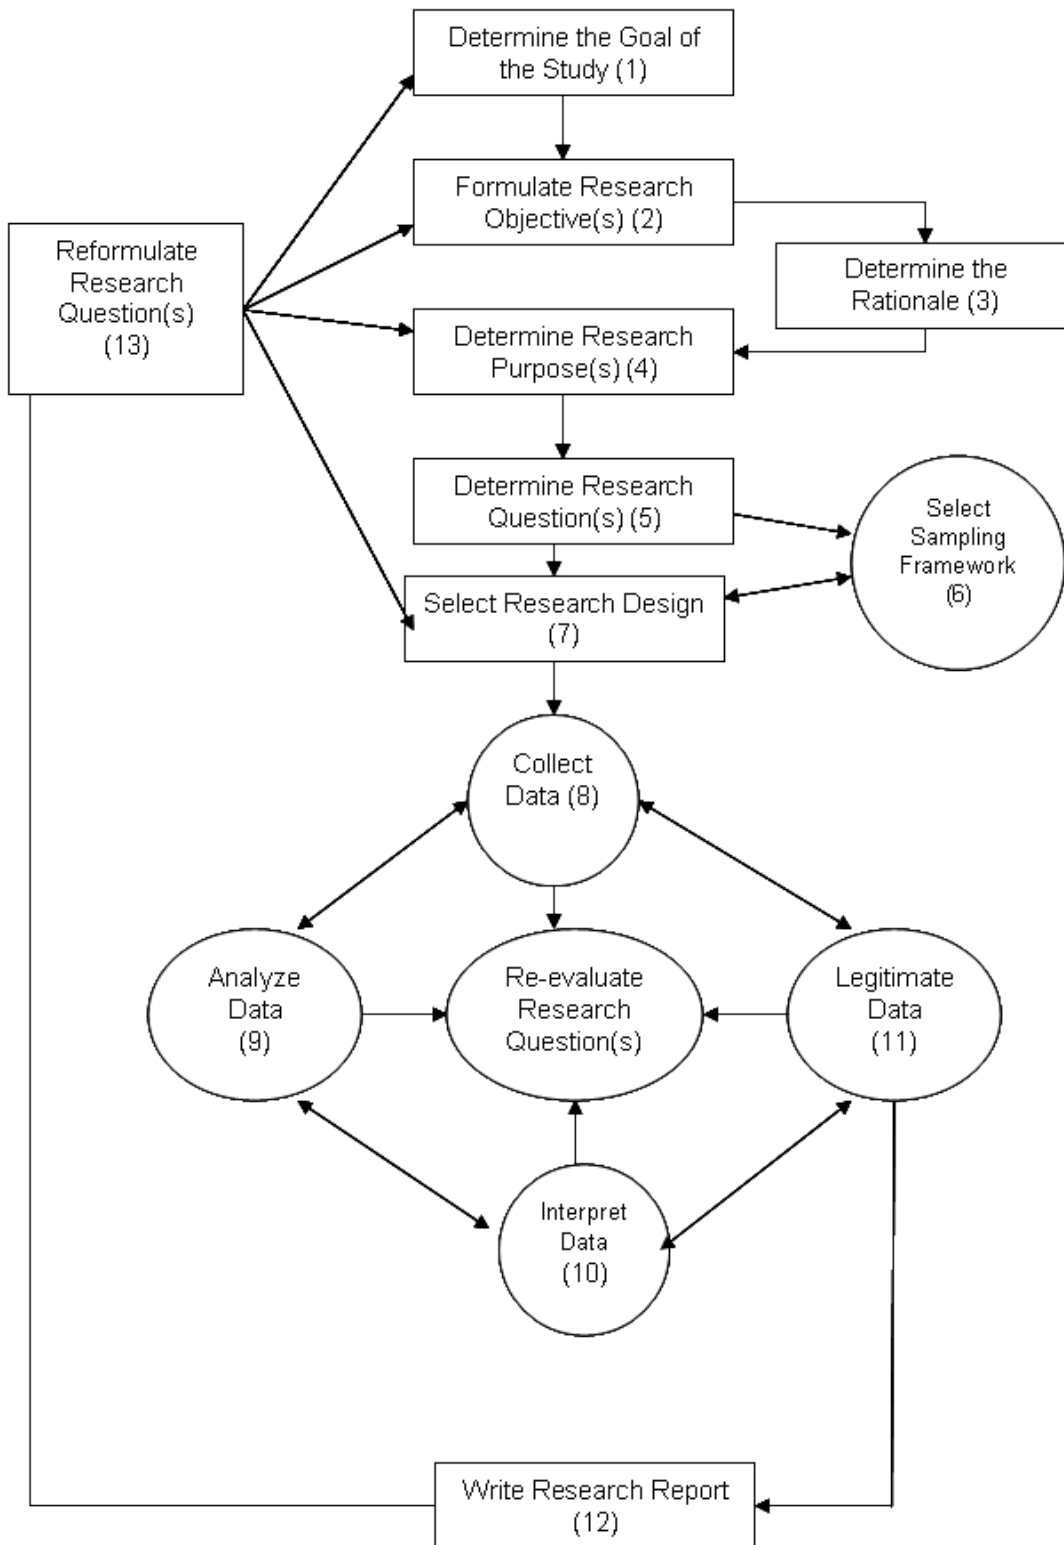 Determine the Goal of
the Study (1)
Formulate Research
Objective(s) (2)
Reformulate
Research
Question(s)
(13)
Determine the
Rationale (3)
Determine Research
Purpose(s) (4)
Determine Research
Question(s) (5)
Select
Sampling
Framework
(6)
Select Research Design
(7)
Collect
Data (8)
Analyze
Data
(9)
Re-evaluate
Research
Question(s)
Legitimate
Data
(11)
Interpret
Data
(10)
Write Research Report
(12)